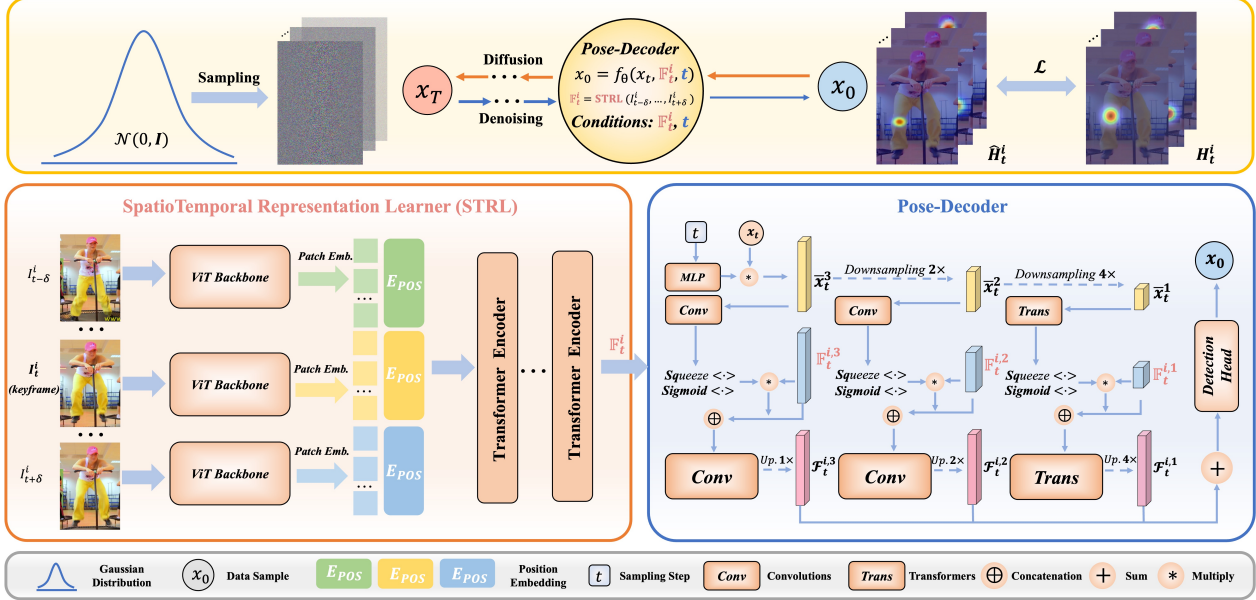 𝒩(0, I)
Sampling
x_T
Diffusion
Denoising
Pose-Decoder
x_0 = f_θ(x_t, 𝔽_t^i, t)
𝔽_t^i = STRL (I_{t−δ}^i, ..., I_{t+δ}^i)
Conditions: 𝔽_t^i, t
x_0
Ĥ_t^i
ℒ
H_t^i
SpatioTemporal Representation Learner (STRL)
I_{t−δ}^i
ViT Backbone
Patch Emb.
E_POS
I_t^i
(keyframe)
ViT Backbone
Patch Emb.
E_POS
I_{t+δ}^i
ViT Backbone
Patch Emb.
E_POS
Transformer Encoder
Transformer Encoder
𝔽_t^i
Pose-Decoder
t
x_t
MLP
*
x̅_t^3
Downsampling 2×
x̅_t^2
Downsampling 4×
x̅_t^1
x_0
Conv
Conv
Trans
𝔽_t^{i,3}
𝔽_t^{i,2}
𝔽_t^{i,1}
Squeeze <·>
Sigmoid <·>
*
Squeeze <·>
Sigmoid <·>
*
Squeeze <·>
Sigmoid <·>
*
Detection
Head
⊕
⊕
⊕
Conv
Up. 1×
ℱ_t^{i,3}
Conv
Up. 2×
ℱ_t^{i,2}
Trans
Up. 4×
ℱ_t^{i,1}
+
Gaussian
Distribution
x_0
Data Sample
E_POS
E_POS
E_POS
Position
Embedding
t
Sampling Step
Conv
Convolutions
Trans
Transformers
⊕
Concatenation
+
Sum
*
Multiply